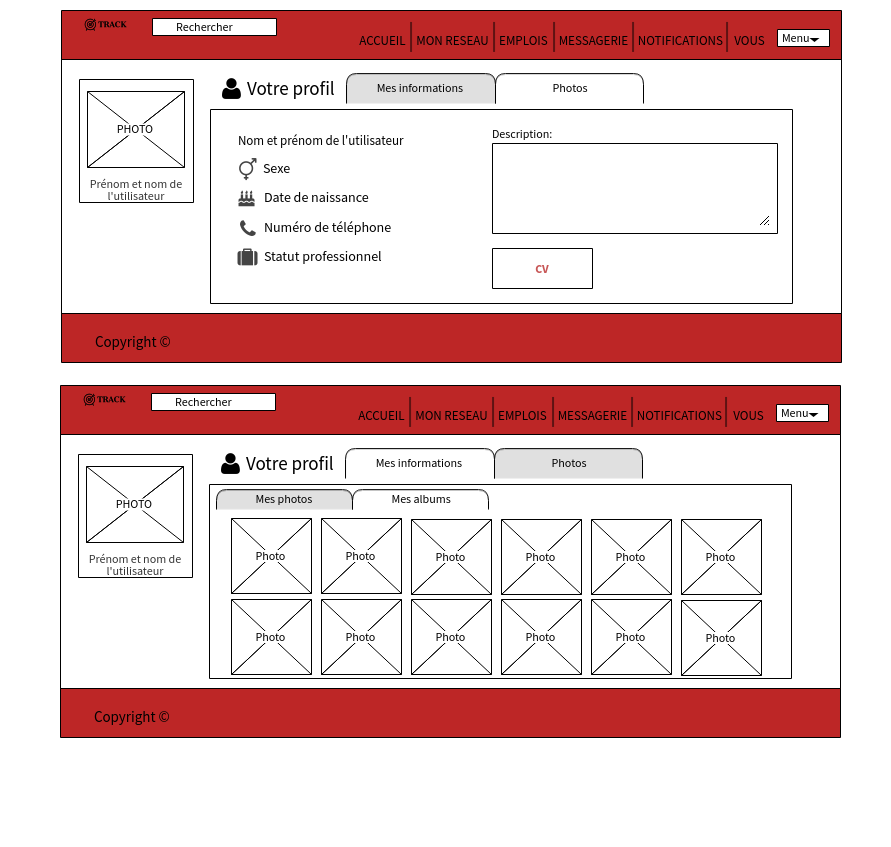 TRACK
Rechercher
ACCUEIL MON RESEAU EMPLOIS MESSAGERIE NOTIFICATIONS VOUS Menu
Votre profil Mes informations Photos
PHOTO
Prénom et nom de
l'utilisateur
Nom et prénom de l'utilisateur
Sexe
Date de naissance
Numéro de téléphone
Statut professionnel
Description:
CV
Copyright ©
TRACK
Rechercher
ACCUEIL MON RESEAU EMPLOIS MESSAGERIE NOTIFICATIONS VOUS Menu
Votre profil Mes informations Photos
PHOTO
Prénom et nom de
l'utilisateur
Mes photos Mes albums
Photo Photo Photo Photo Photo Photo
Photo Photo Photo Photo Photo Photo
Copyright ©